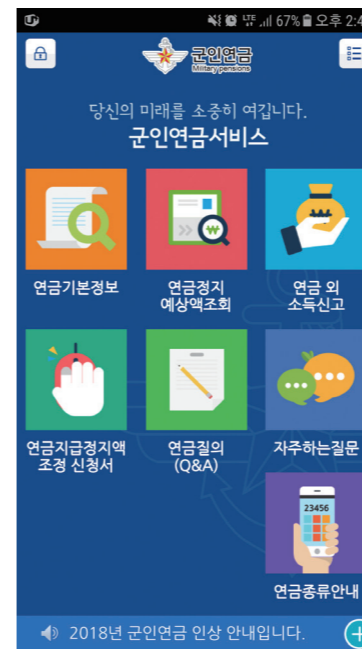 67% 오후 2:4
군인연금
Military pensions
당신의 미래를 소중히 여깁니다.
군인연금서비스
연금기본정보
연금정지
예상액조회
연금 외
소득신고
연금지급정지액
조정 신청서
연금질의
(Q&A)
자주하는질문
23456
연금종류안내
2018년 군인연금 인상 안내입니다.